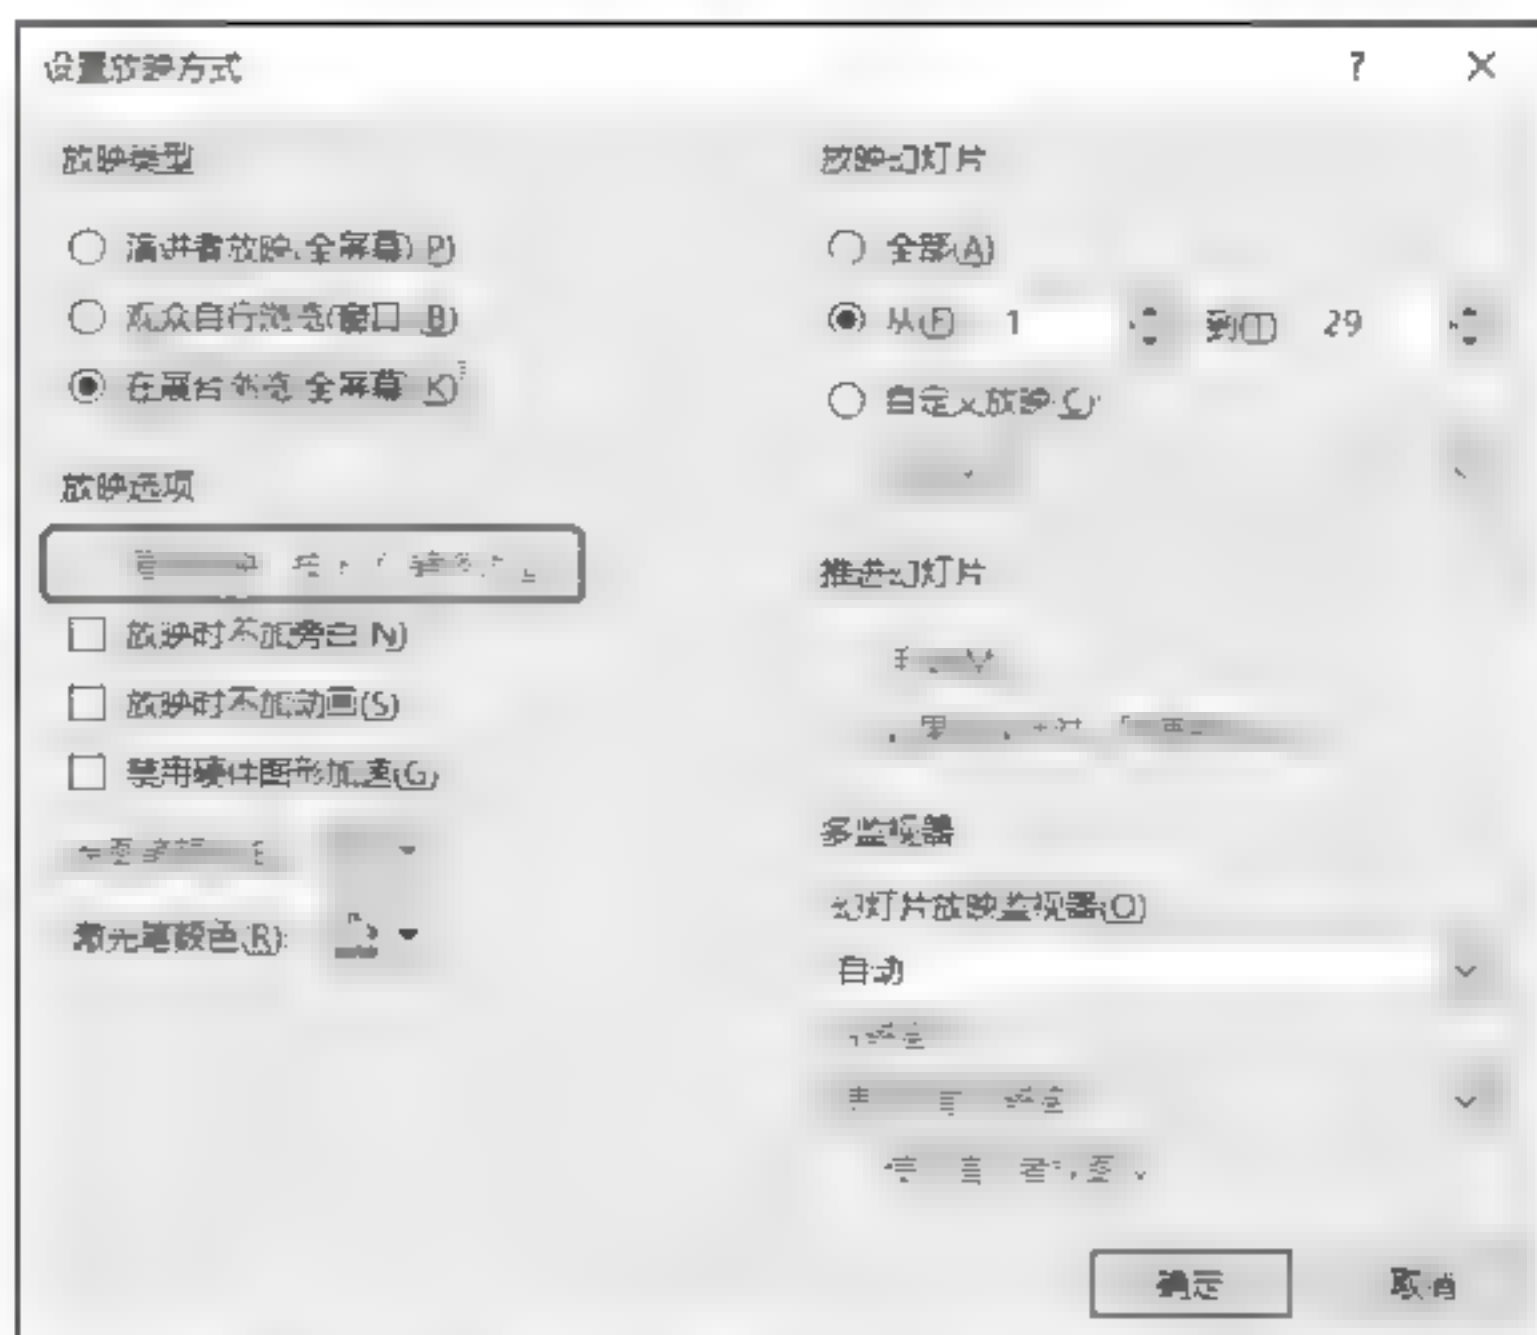 设置放映方式
放映类型
演讲者放映(全屏幕)(P)
观众自行浏览(窗口)(B)
在展台浏览(全屏幕)(K)
放映选项
放映时不加旁白(N)
放映时不加动画(S)
禁用硬件图形加速(G)
激光笔颜色(R):
放映幻灯片
全部(A)
从(F) 1 到(T) 29
自定义放映(C):
推进幻灯片
多监视器
幻灯片放映监视器(O)
自动
确定 取消